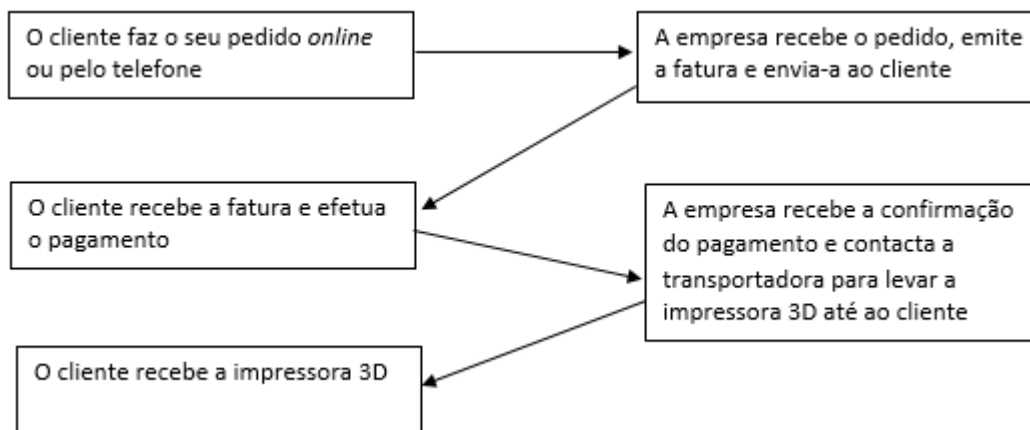 O cliente faz o seu pedido online
ou pelo telefone
A empresa recebe o pedido, emite
a fatura e envia-a ao cliente
O cliente recebe a fatura e efetua
o pagamento
A empresa recebe a confirmação
do pagamento e contacta a
transportadora para levar a
impressora 3D até ao cliente
O cliente recebe a impressora 3D